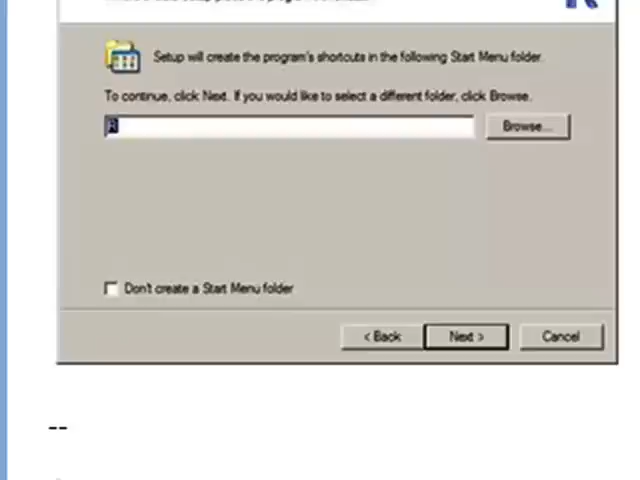 Setup will create the program's shortcuts in the following Start Menu folder.
To continue, click Next. If you would like to select a different folder, click Browse.
R
Browse...
Don't create a Start Menu folder
< Back
Next >
Cancel
--